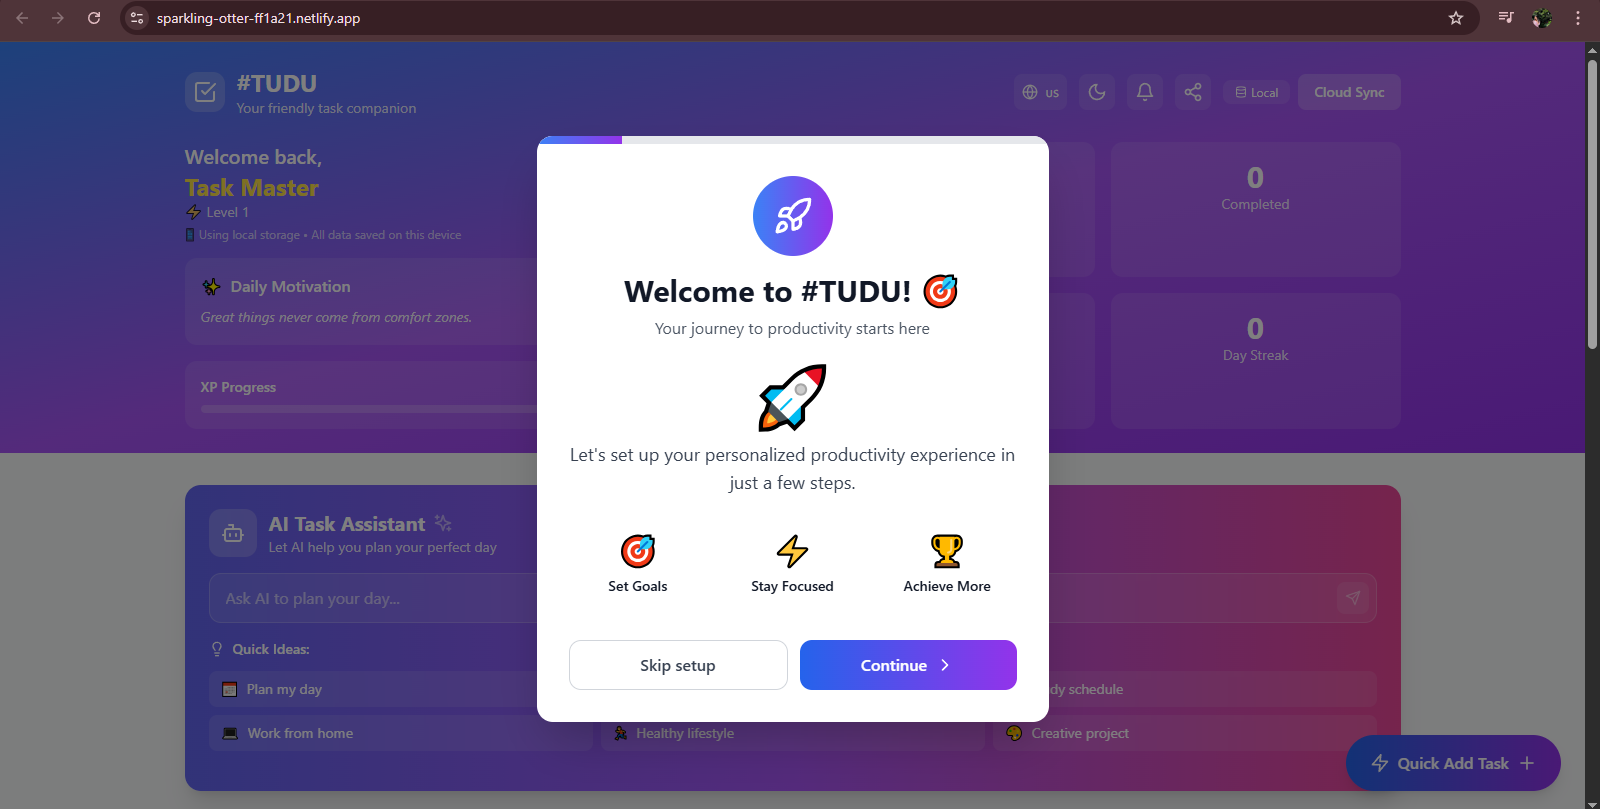 sparkling-otter-ff1a21.netlify.app
#TUDU
Your friendly task companion
US
Local
Cloud Sync
Welcome back,
Task Master
Level 1
Using local storage • All data saved on this device
Daily Motivation
Great things never come from comfort zones.
XP Progress
0
Completed
0
Day Streak
Welcome to #TUDU!
Your journey to productivity starts here
Let's set up your personalized productivity experience in
just a few steps.
Set Goals
Stay Focused
Achieve More
Skip setup
Continue
AI Task Assistant
Let AI help you plan your perfect day
Ask AI to plan your day...
Quick Ideas:
Plan my day
dy schedule
Work from home
Healthy lifestyle
Creative project
Quick Add Task